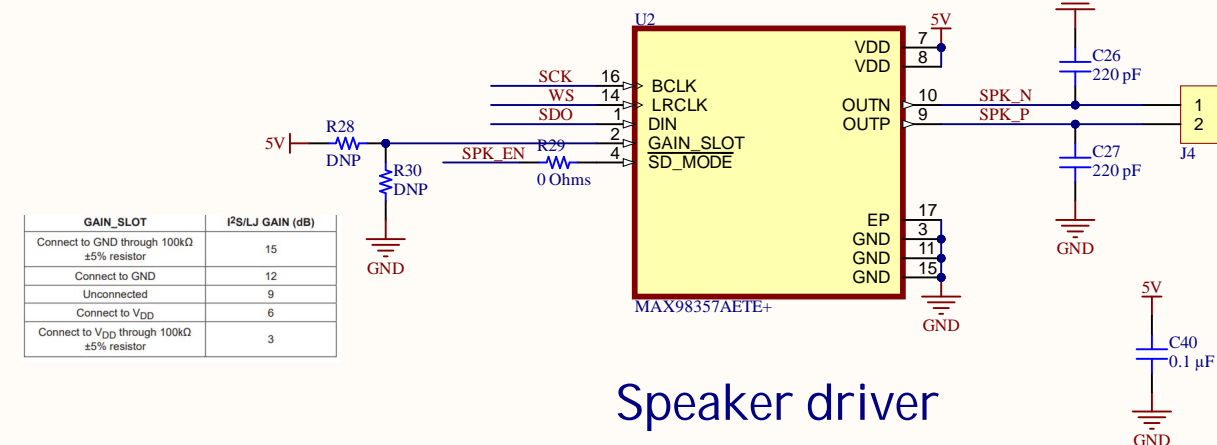 U2
5V
7
VDD
8
VDD
C26
220 pF
SCK
16
BCLK
WS
14
LRCLK
SDO
1
DIN
OUTN
10
SPK_N
1
OUTP
9
SPK_P
2
J4
R28
5V
DNP
2
GAIN_SLOT
SPK_EN
R29
4
SD_MODE
0 Ohms
R30
DNP
C27
220 pF
GND
GND
EP
17
GND
3
GND
11
GND
15
GND
MAX98357AETE+
GAIN_SLOT I²S/LJ GAIN (dB)
Connect to GND through 100kΩ
±5% resistor
15
Connect to GND 12
Unconnected 9
Connect to VDD 6
Connect to VDD through 100kΩ
±5% resistor
3
5V
C40
0.1 µF
GND
Speaker driver